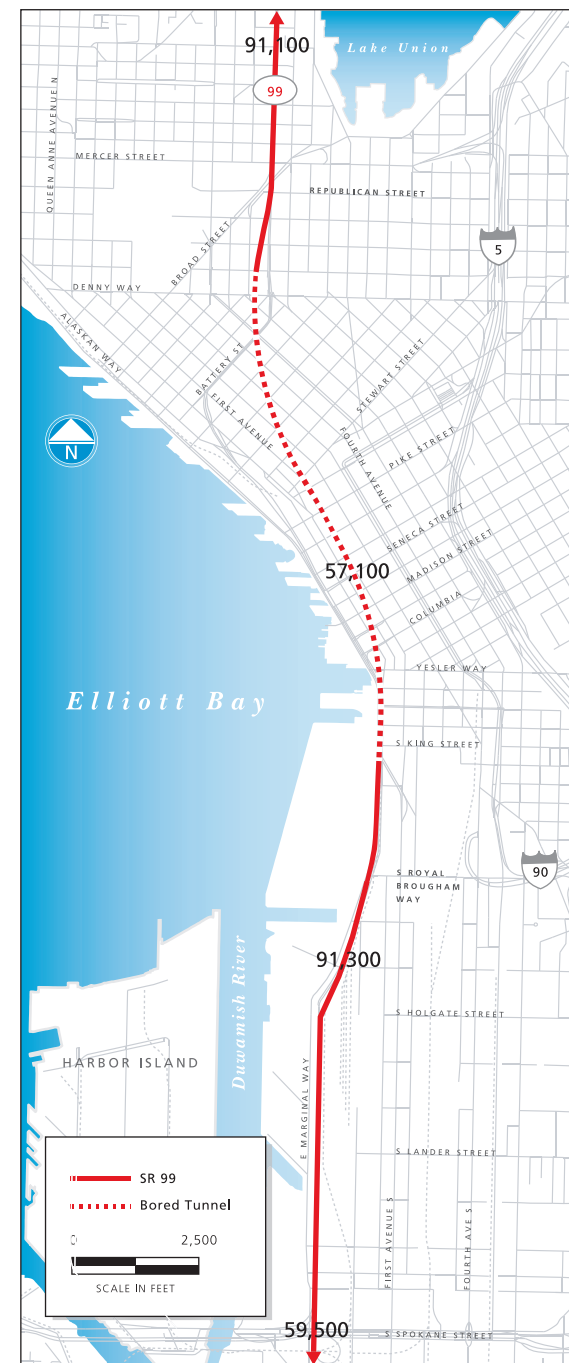 91,100
Lake Union
99
QUEEN ANNE AVENUE N
MERCER STREET
REPUBLICAN STREET
BROAD STREET
5
DENNY WAY
ALASKAN WAY
BATTERY ST
STEWART STREET
FIRST AVENUE
FOURTH AVENUE
PIKE STREET
N
SENECA STREET
57,100
MADISON STREET
COLUMBIA
YESLER WAY
Elliott Bay
S KING STREET
90
S ROYAL
BROUGHAM
WAY
91,300
S HOLGATE STREET
Duwamish River
HARBOR ISLAND
E MARGINAL WAY
S LANDER STREET
SR 99
Bored Tunnel
0 2,500
SCALE IN FEET
FIRST AVENUE S
FOURTH AVE S
59,500
S SPOKANE STREET